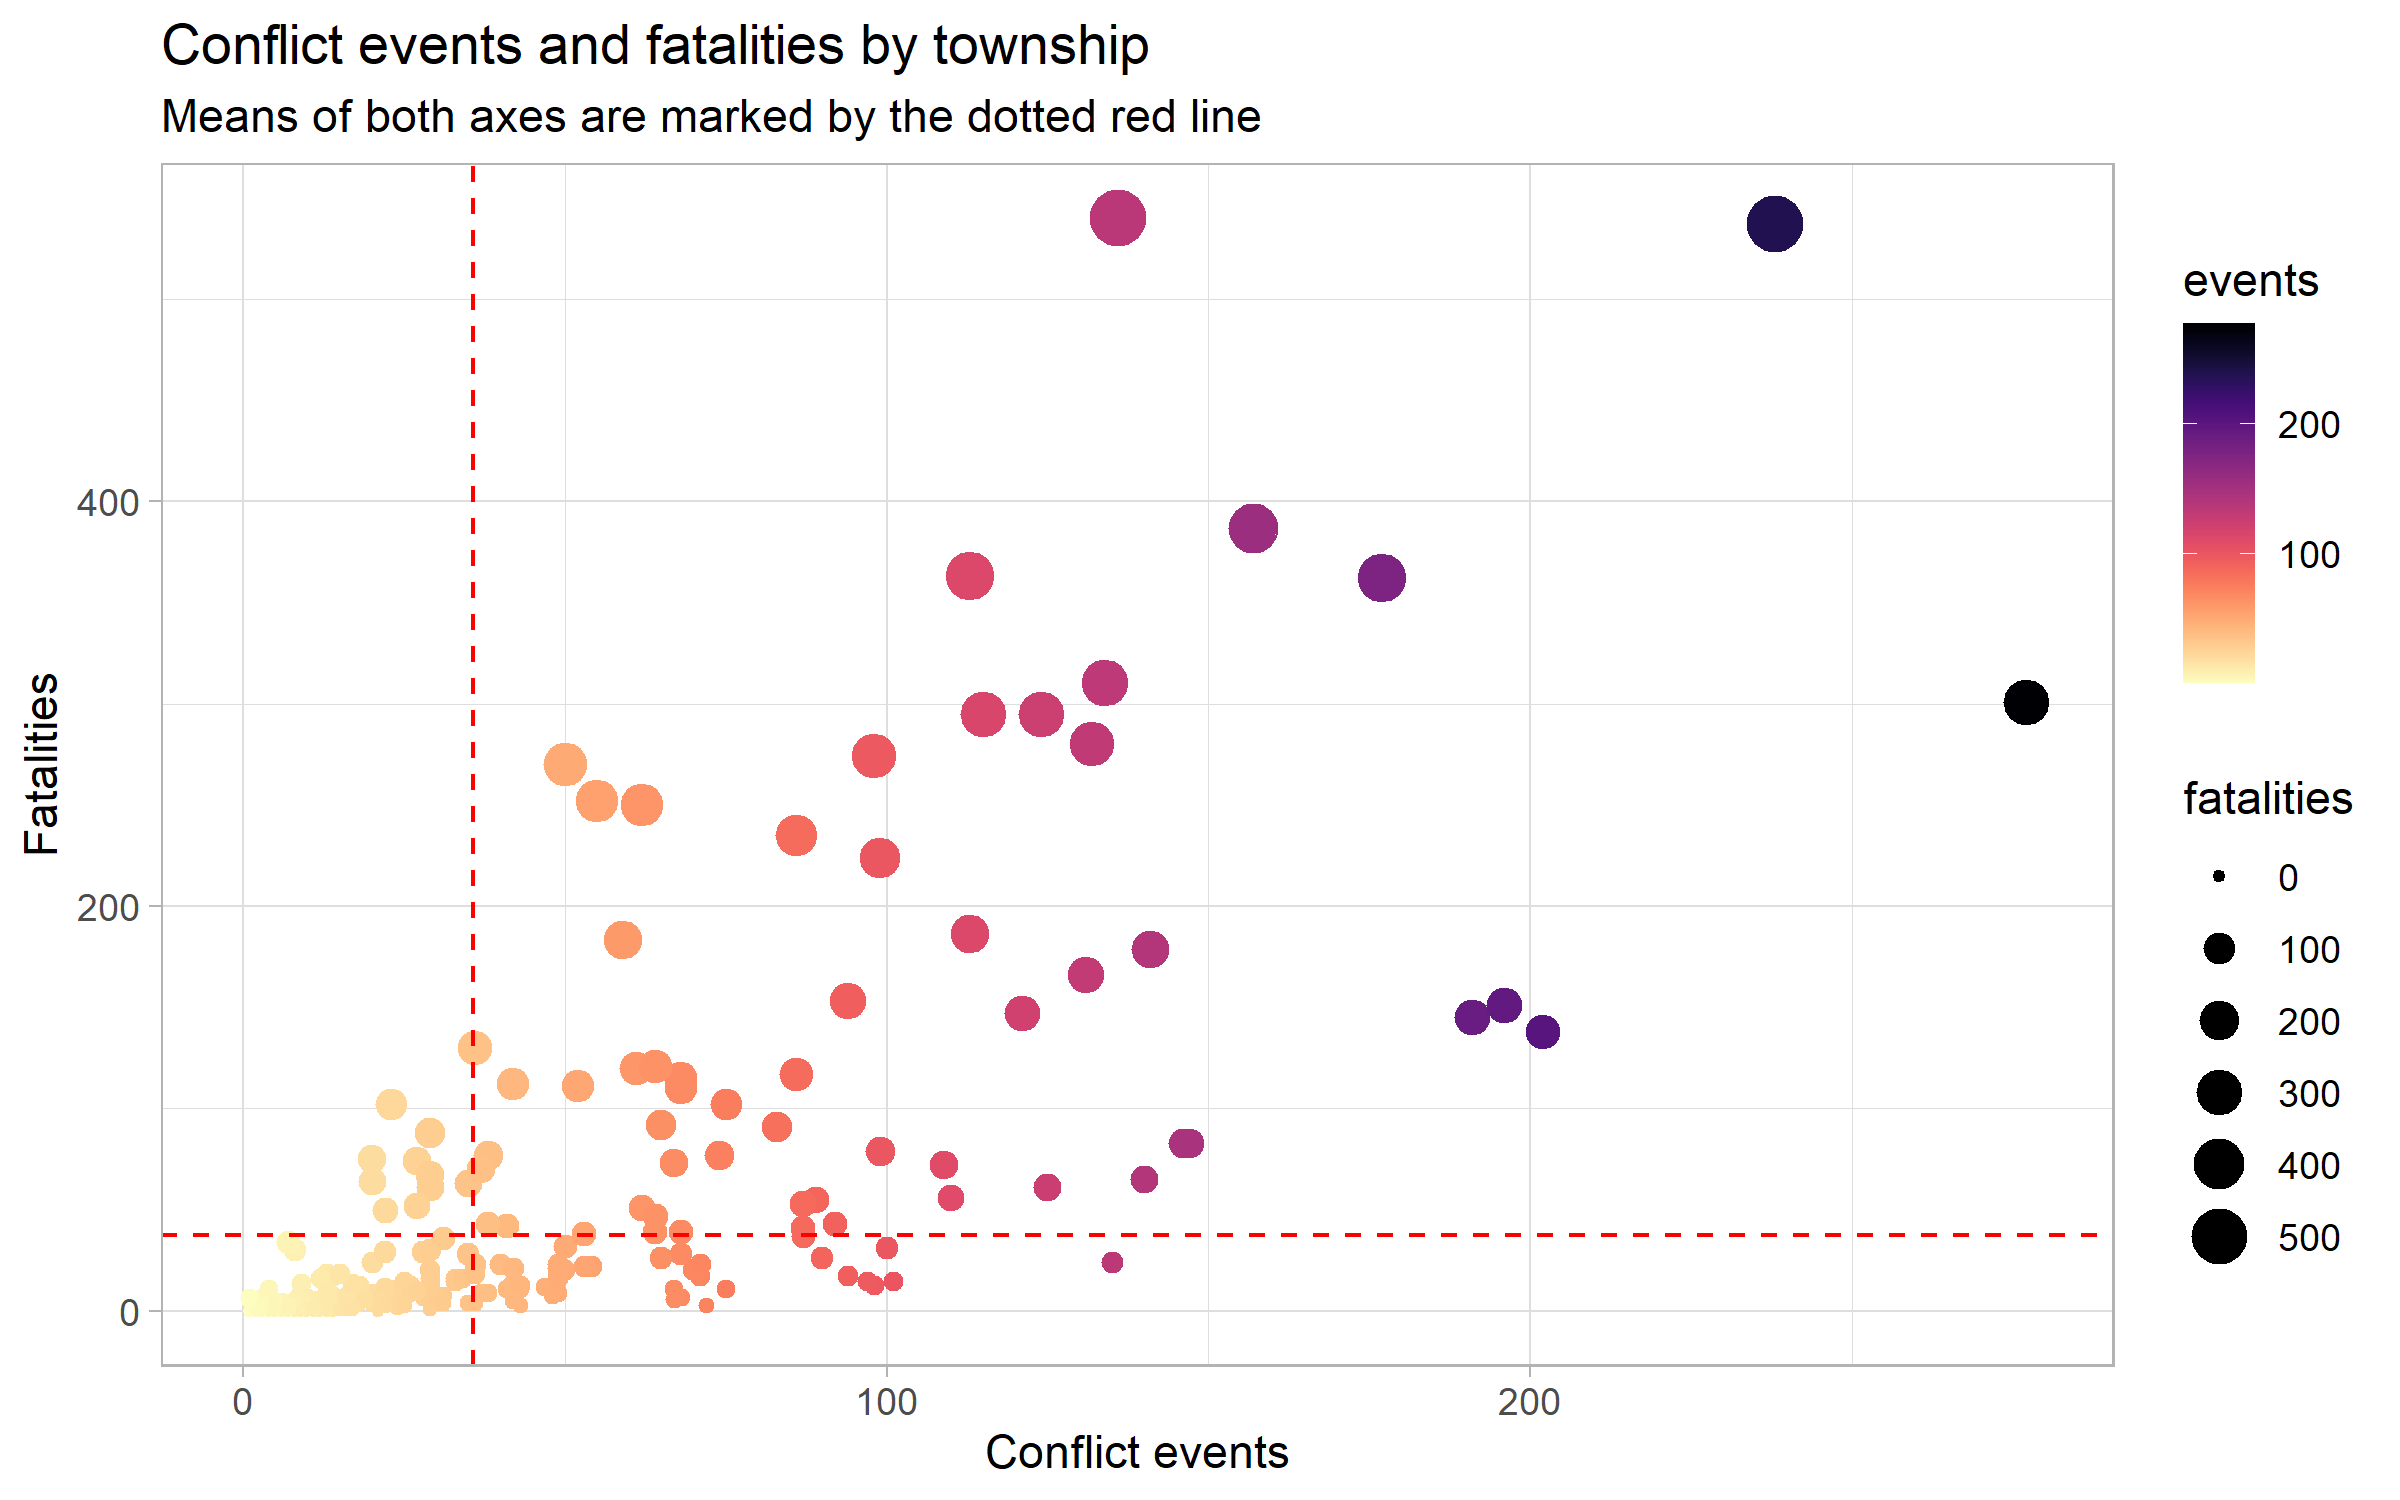 Conflict events and fatalities by township
Means of both axes are marked by the dotted red line
Fatalities
400
200
0
0
100
200
Conflict events
events
200
100
fatalities
0
100
200
300
400
500